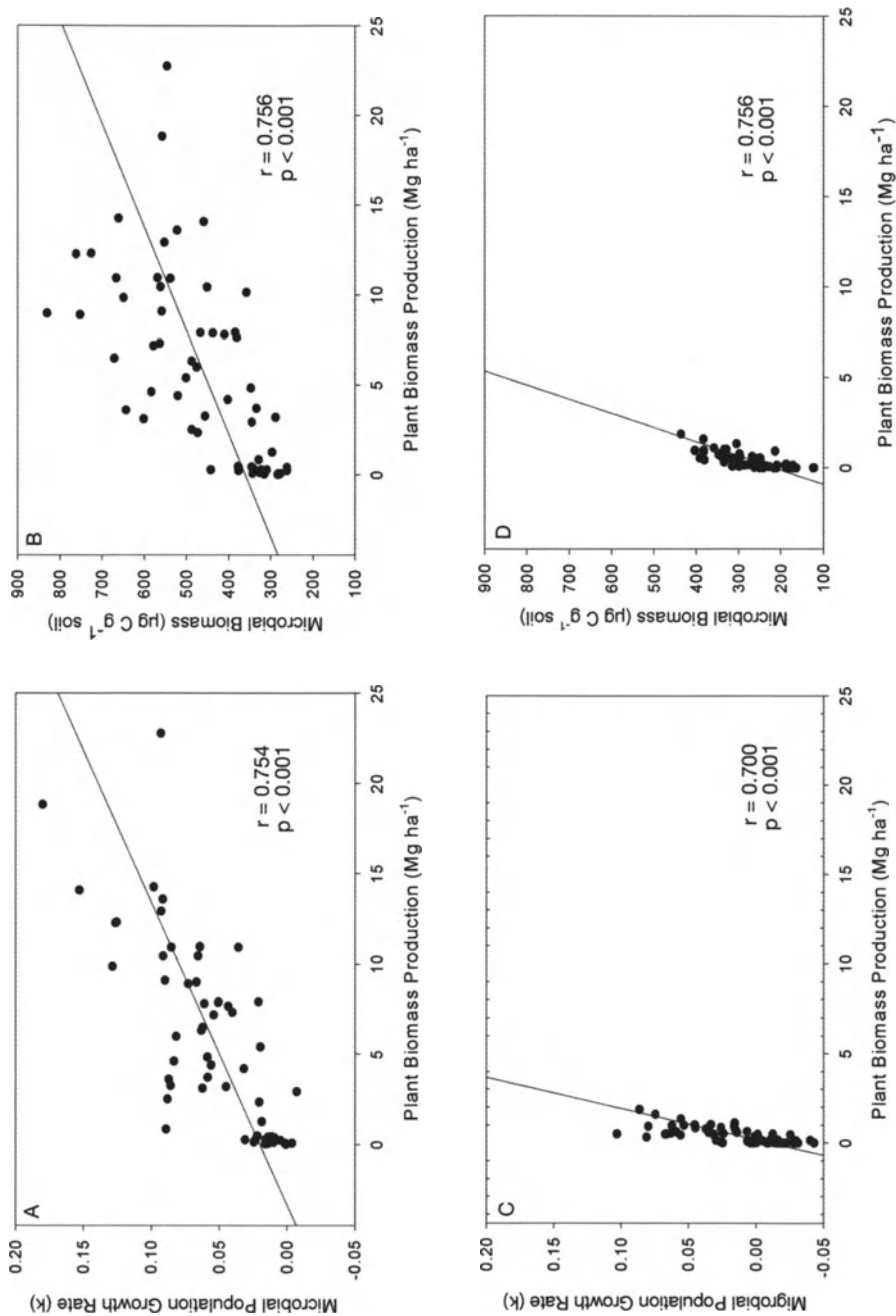 A
0.20
0.15
0.10
0.05
0.00
-0.05
Microbial Population Growth Rate (k)
r = 0.754
p < 0.001
0
5
10
15
20
25
Plant Biomass Production (Mg ha⁻¹)
B
900
800
700
600
500
400
300
200
100
Microbial Biomass (µg C g⁻¹ soil)
r = 0.756
p < 0.001
0
5
10
15
20
25
Plant Biomass Production (Mg ha⁻¹)
C
0.20
0.15
0.10
0.05
0.00
-0.05
Migrobial Population Growth Rate (k)
r = 0.700
p < 0.001
0
5
10
15
20
25
Plant Biomass Production (Mg ha⁻¹)
D
900
800
700
600
500
400
300
200
100
Microbial Biomass (µg C g⁻¹ soil)
r = 0.756
p < 0.001
0
5
10
15
20
25
Plant Biomass Production (Mg ha⁻¹)